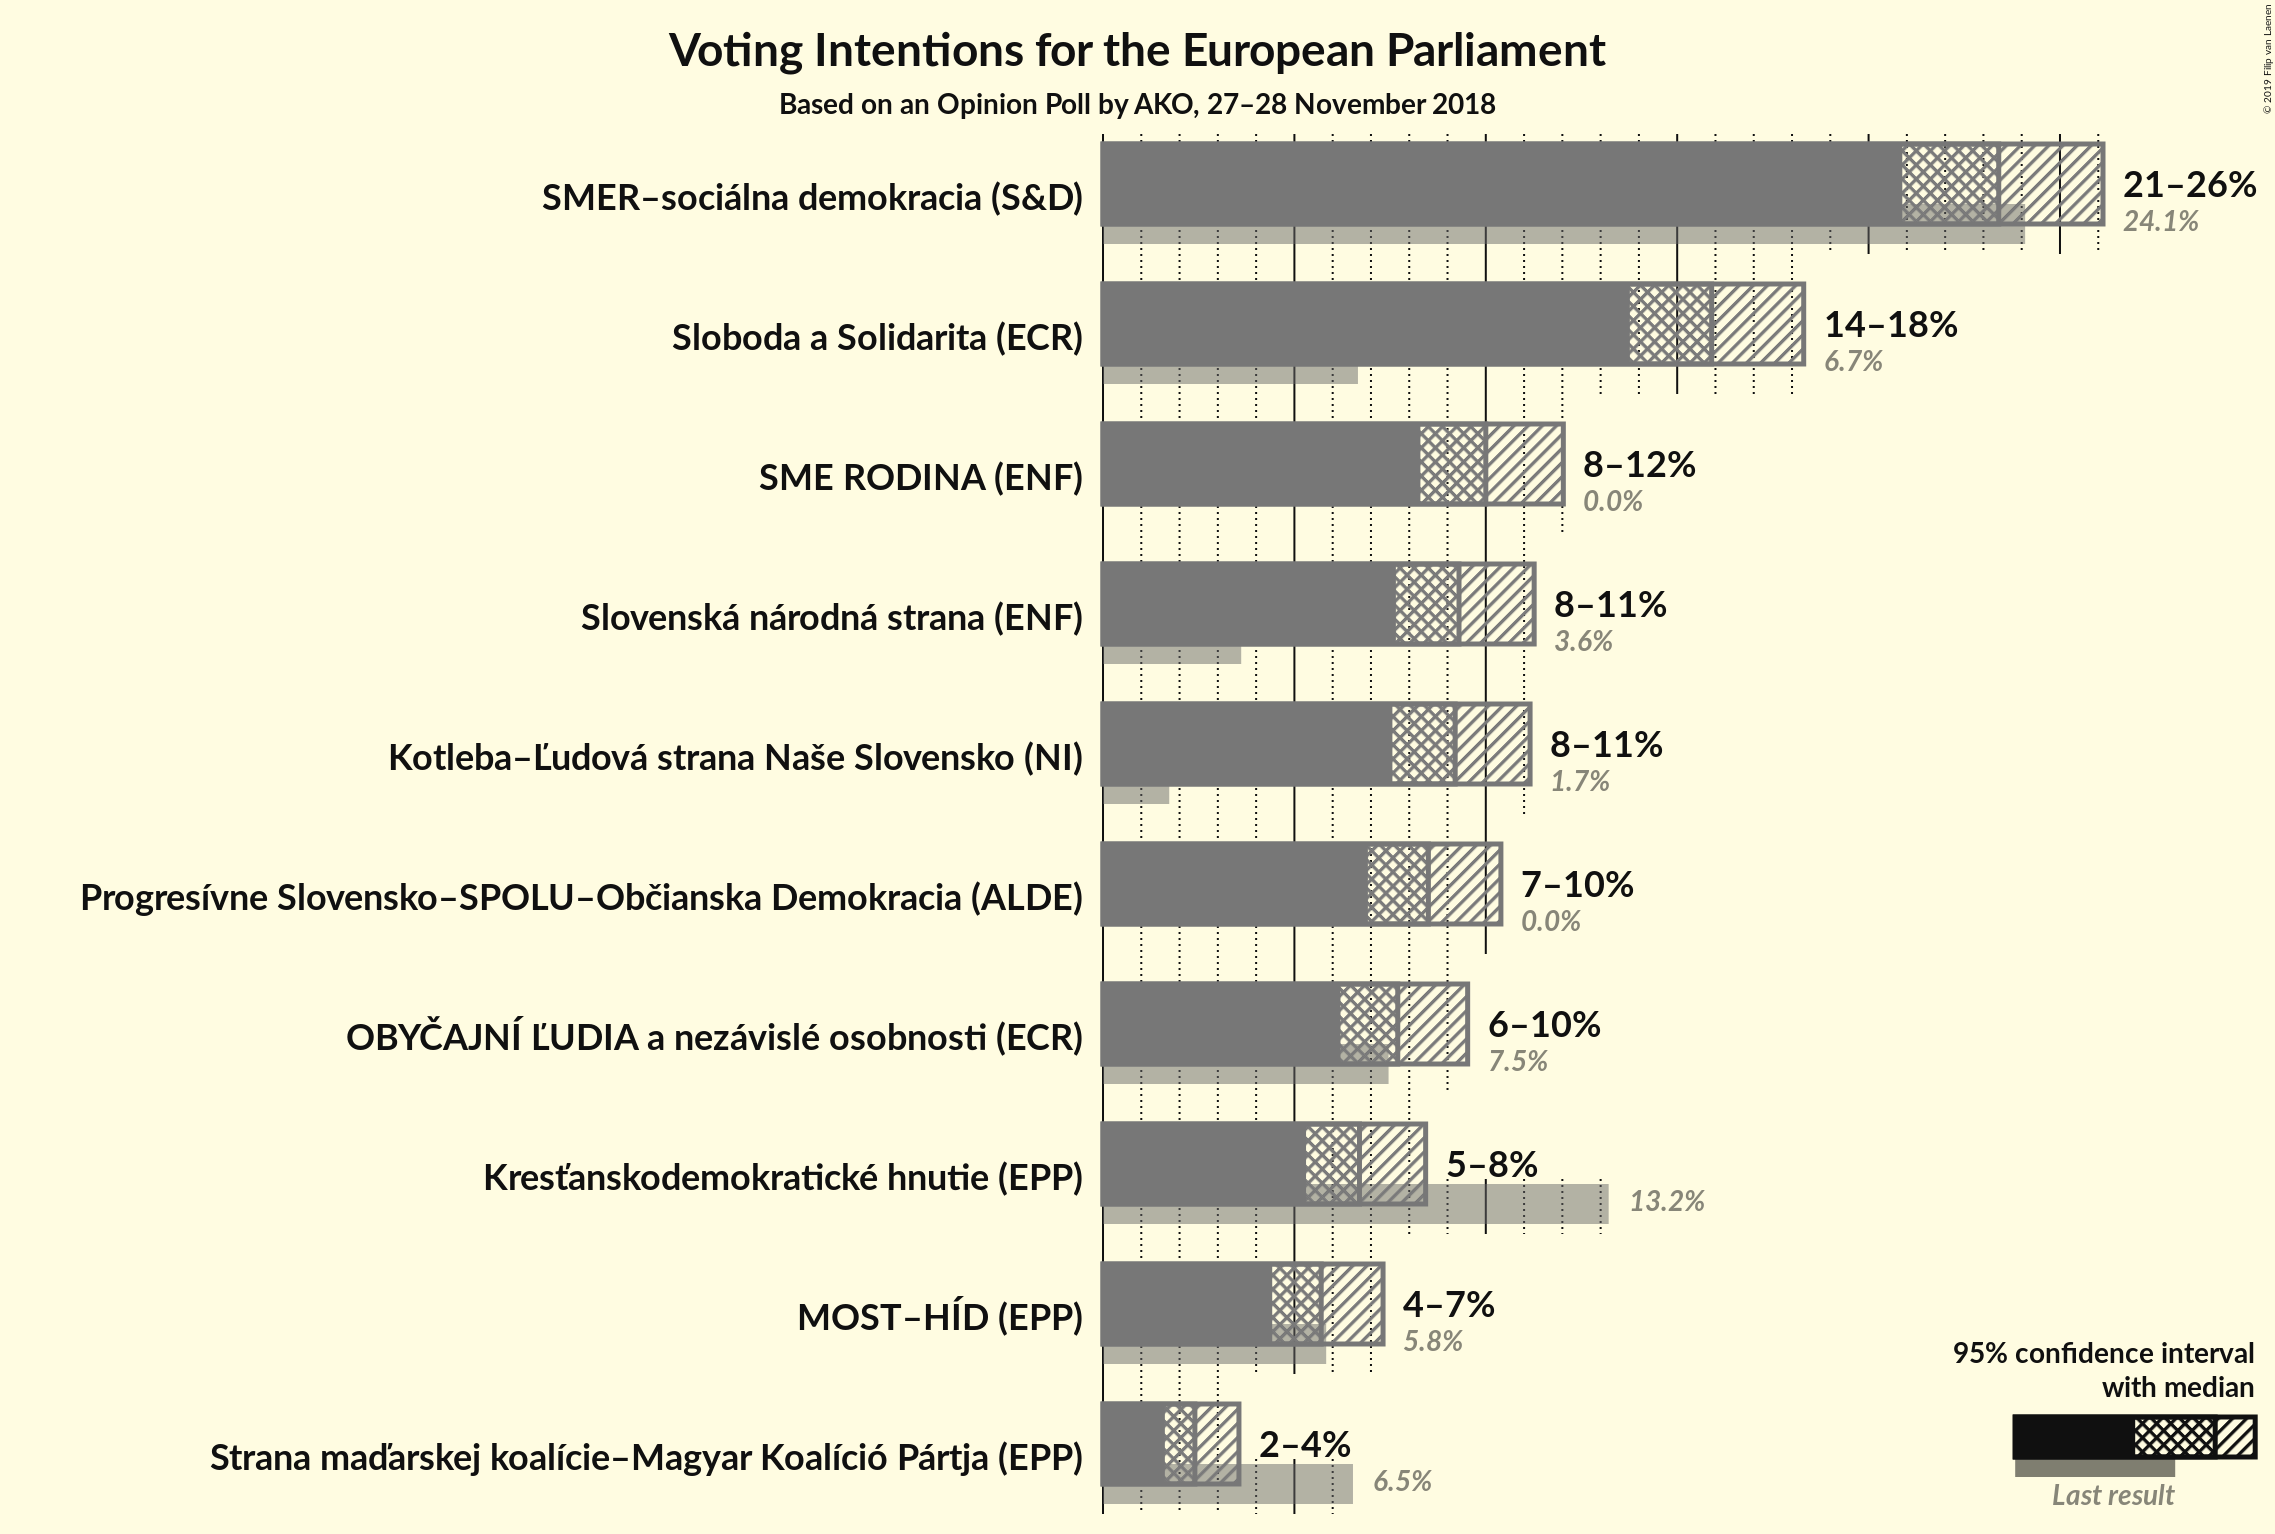 Voting Intentions for the European Parliament
Based on an Opinion Poll by AKO, 27–28 November 2018
© 2019 Filip van Laenen
SMER–sociálna demokracia (S&D)
21–26%
24.1%
Sloboda a Solidarita (ECR)
14–18%
6.7%
SME RODINA (ENF)
8–12%
0.0%
Slovenská národná strana (ENF)
8–11%
3.6%
Kotleba–Ľudová strana Naše Slovensko (NI)
8–11%
1.7%
Progresívne Slovensko–SPOLU–Občianska Demokracia (ALDE)
7–10%
0.0%
OBYČAJNÍ ĽUDIA a nezávislé osobnosti (ECR)
6–10%
7.5%
Kresťanskodemokratické hnutie (EPP)
5–8%
13.2%
MOST–HÍD (EPP)
4–7%
5.8%
Strana maďarskej koalície–Magyar Koalíció Pártja (EPP)
2–4%
6.5%
95% confidence interval
with median
Last result